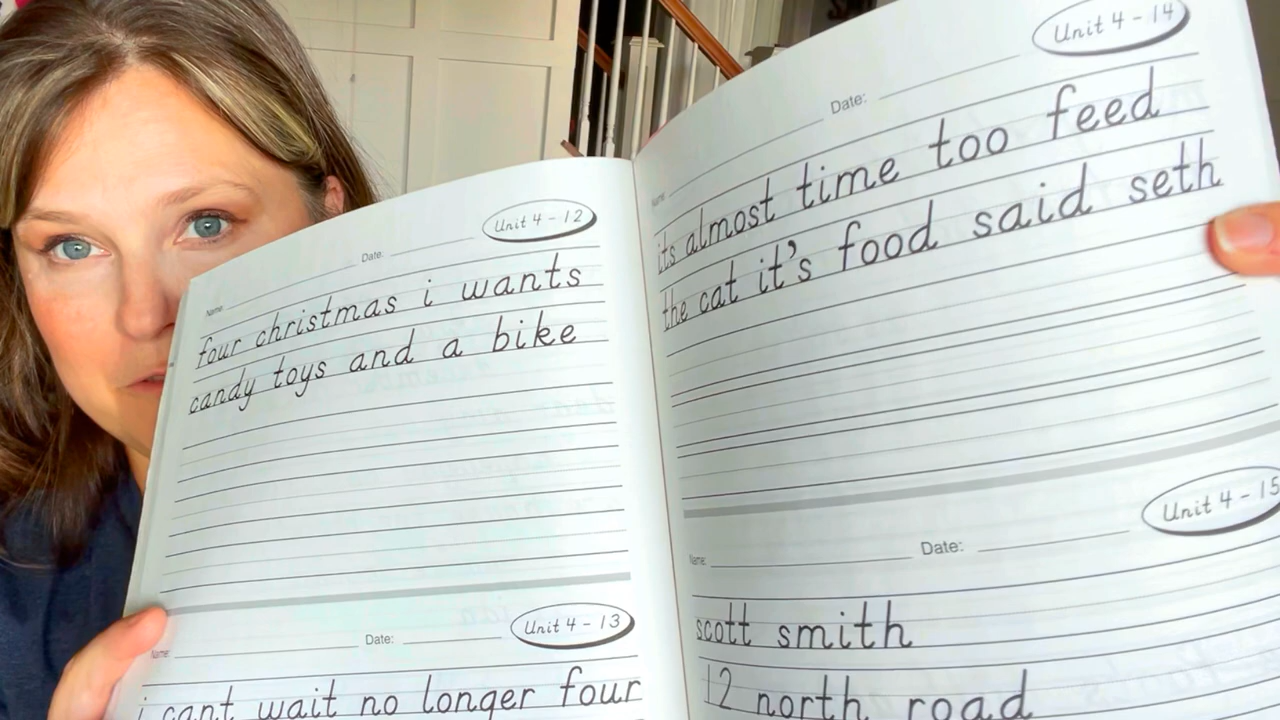 Unit 4 - 12
Name: Date:
four christmas i wants
candy toys and a bike
Unit 4 - 13
Name: Date:
i cant wait no longer four
Unit 4 - 14
Name: Date:
its almost time too feed
the cat it's food said seth
Unit 4 - 15
Name: Date:
scott smith
12 north road